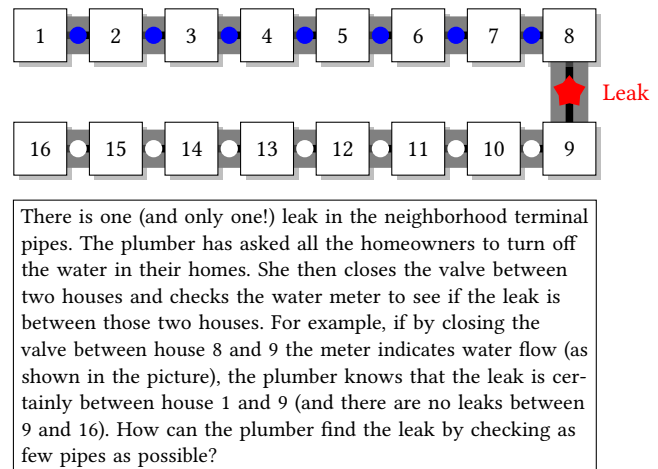 1 2 3 4 5 6 7 8
Leak
16 15 14 13 12 11 10 9
There is one (and only one!) leak in the neighborhood terminal
pipes. The plumber has asked all the homeowners to turn off
the water in their homes. She then closes the valve between
two houses and checks the water meter to see if the leak is
between those two houses. For example, if by closing the
valve between house 8 and 9 the meter indicates water flow (as
shown in the picture), the plumber knows that the leak is cer-
tainly between house 1 and 9 (and there are no leaks between
9 and 16). How can the plumber find the leak by checking as
few pipes as possible?